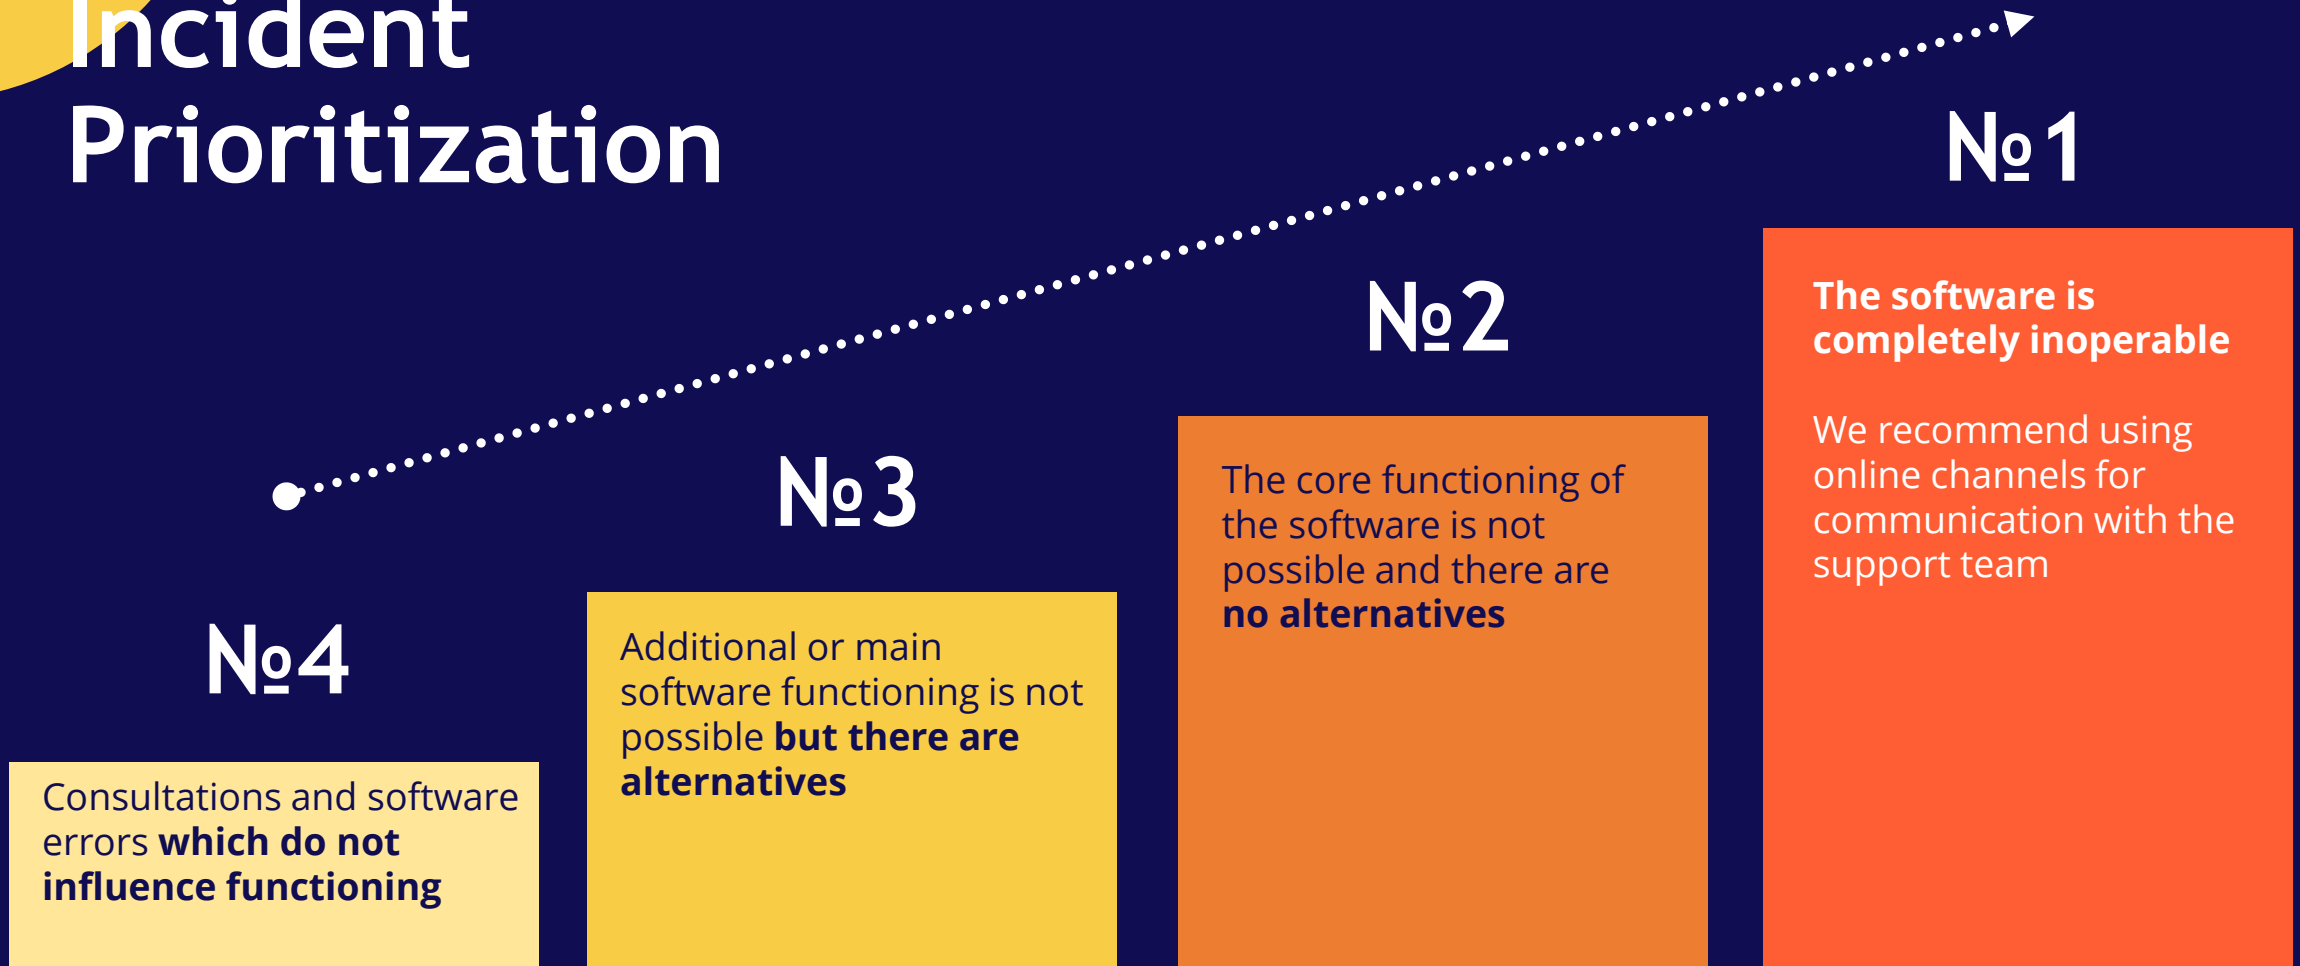 Incident
Prioritization
№1
The software is
completely inoperable
We recommend using
online channels for
communication with the
support team
№2
The core functioning of
the software is not
possible and there are
no alternatives
№3
Additional or main
software functioning is not
possible but there are
alternatives
№4
Consultations and software
errors which do not
influence functioning